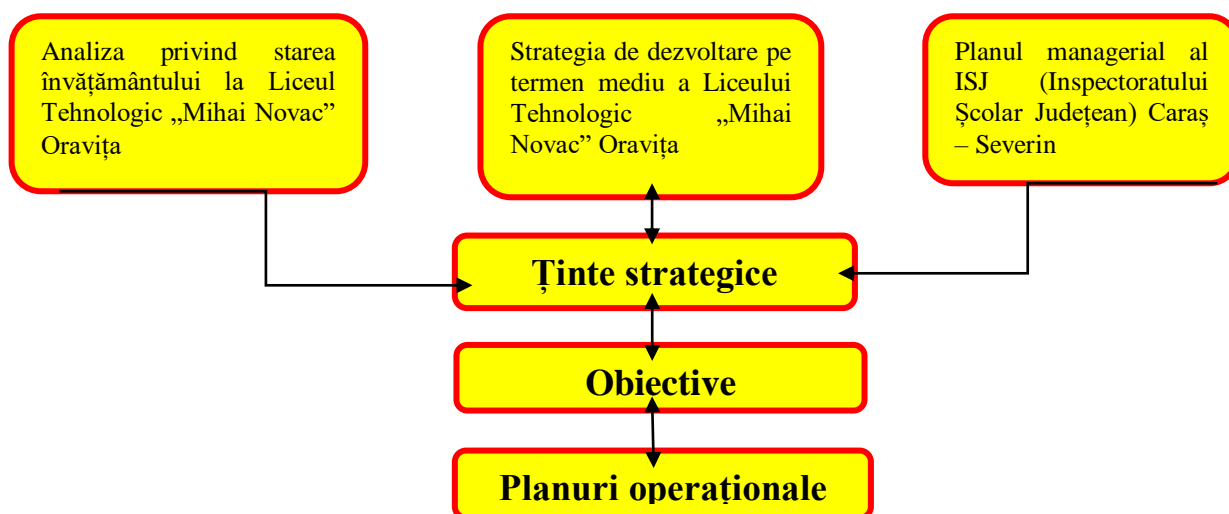 Analiza privind starea
învățământului la Liceul
Tehnologic „Mihai Novac”
Oravița
Strategia de dezvoltare pe
termen mediu a Liceului
Tehnologic „Mihai
Novac” Oravița
Planul managerial al
ISJ (Inspectoratului
Școlar Județean) Caraș
– Severin
Ținte strategice
Obiective
Planuri operaționale